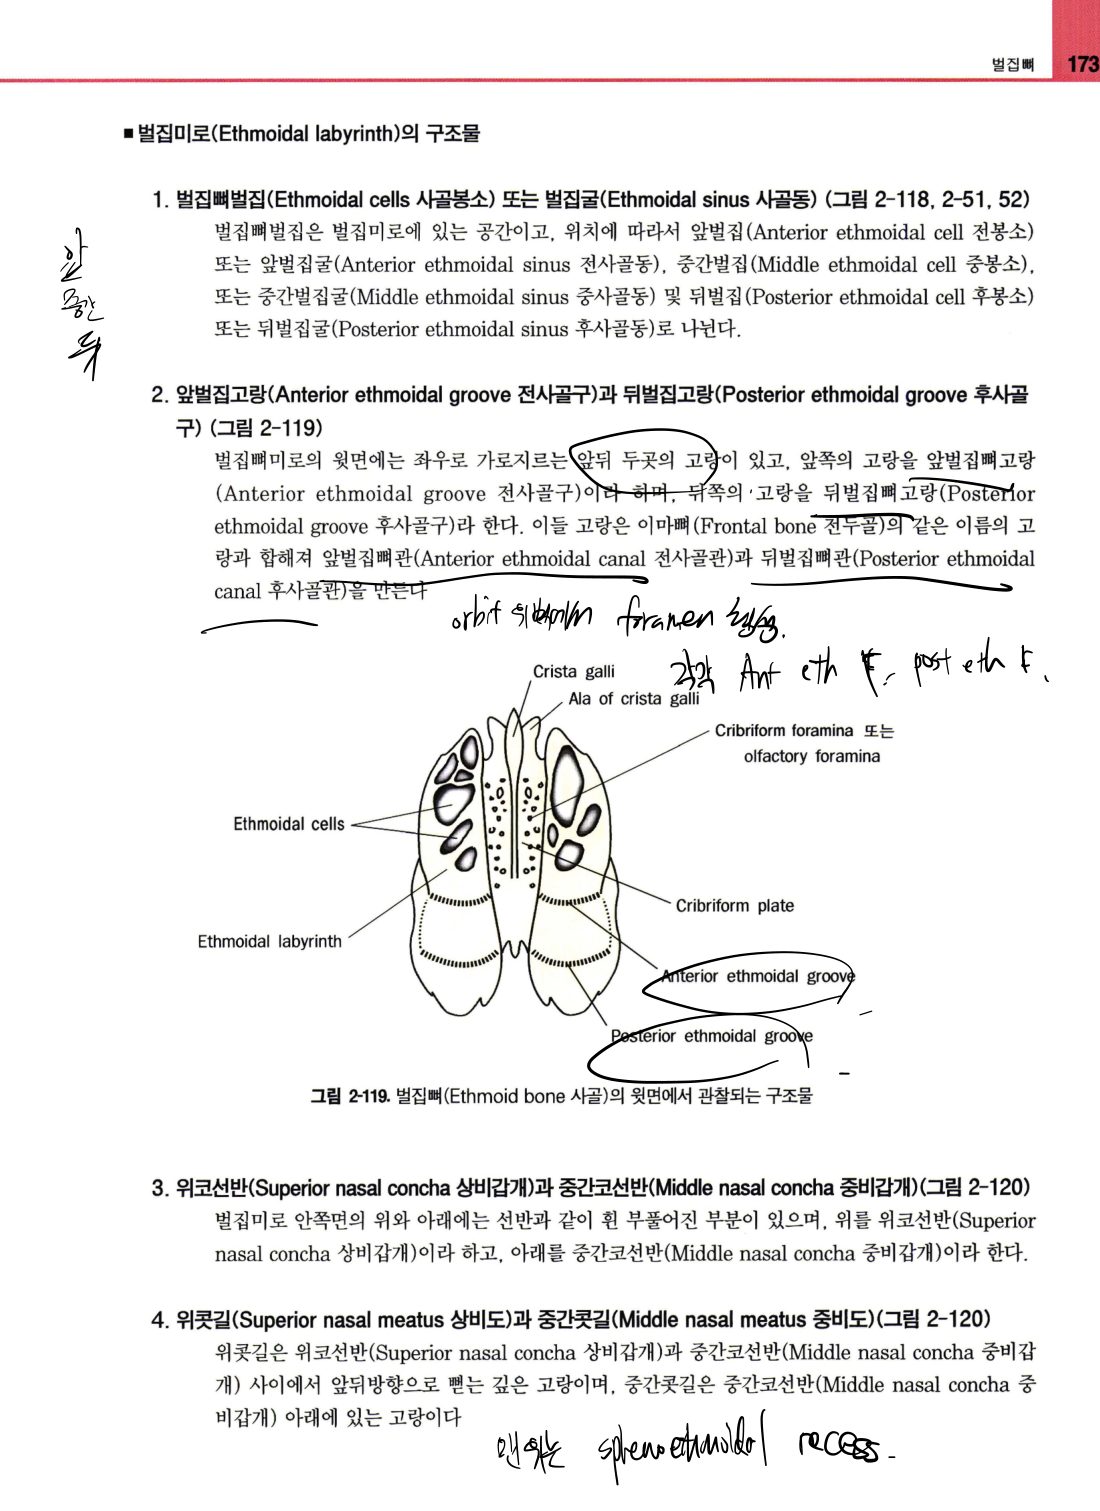 벌집뼈 173
■ 벌집미로(Ethmoidal labyrinth)의 구조물
1. 벌집뼈벌집(Ethmoidal cells 사골봉소) 또는 벌집굴(Ethmoidal sinus 사골동) (그림 2-118, 2-51, 52)
벌집뼈벌집은 벌집미로에 있는 공간이고, 위치에 따라서 앞벌집(Anterior ethmoidal cell 전봉소)
또는 앞벌집굴(Anterior ethmoidal sinus 전사골동), 중간벌집(Middle ethmoidal cell 중봉소),
또는 중간벌집굴(Middle ethmoidal sinus 중사골동) 및 뒤벌집(Posterior ethmoidal cell 후봉소)
또는 뒤벌집굴(Posterior ethmoidal sinus 후사골동)로 나뉜다.
앞
중간
뒤
2. 앞벌집고랑(Anterior ethmoidal groove 전사골구)과 뒤벌집고랑(Posterior ethmoidal groove 후사골
구) (그림 2-119)
벌집뼈미로의 윗면에는 좌우로 가로지르는 앞뒤 두곳의 고랑이 있고, 앞쪽의 고랑을 앞벌집뼈고랑
(Anterior ethmoidal groove 전사골구)이라 하며, 뒤쪽의 고랑을 뒤벌집뼈고랑(Posterior
ethmoidal groove 후사골구)라 한다. 이들 고랑은 이마뼈(Frontal bone 전두골)의 같은 이름의 고
랑과 합해져 앞벌집뼈관(Anterior ethmoidal canal 전사골관)과 뒤벌집뼈관(Posterior ethmoidal
canal 후사골관)을 만든다
orbit foramen 형성.
각각 Ant eth F, post eth F.
Crista galli
Ala of crista galli
Cribriform foramina 또는
olfactory foramina
Ethmoidal cells
Cribriform plate
Ethmoidal labyrinth
Anterior ethmoidal groove
Posterior ethmoidal groove
그림 2-119. 벌집뼈(Ethmoid bone 사골)의 윗면에서 관찰되는 구조물
3. 위코선반(Superior nasal concha 상비갑개)과 중간코선반(Middle nasal concha 중비갑개)(그림 2-120)
벌집미로 안쪽면의 위와 아래에는 선반과 같이 휜 부풀어진 부분이 있으며, 위를 위코선반(Superior
nasal concha 상비갑개)이라 하고, 아래를 중간코선반(Middle nasal concha 중비갑개)이라 한다.
4. 위콧길(Superior nasal meatus 상비도)과 중간콧길(Middle nasal meatus 중비도)(그림 2-120)
위콧길은 위코선반(Superior nasal concha 상비갑개)과 중간코선반(Middle nasal concha 중비갑
개) 사이에서 앞뒤방향으로 뻗는 깊은 고랑이며, 중간콧길은 중간코선반(Middle nasal concha 중
비갑개) 아래에 있는 고랑이다
맨위는 sphenoethmoidal recess.